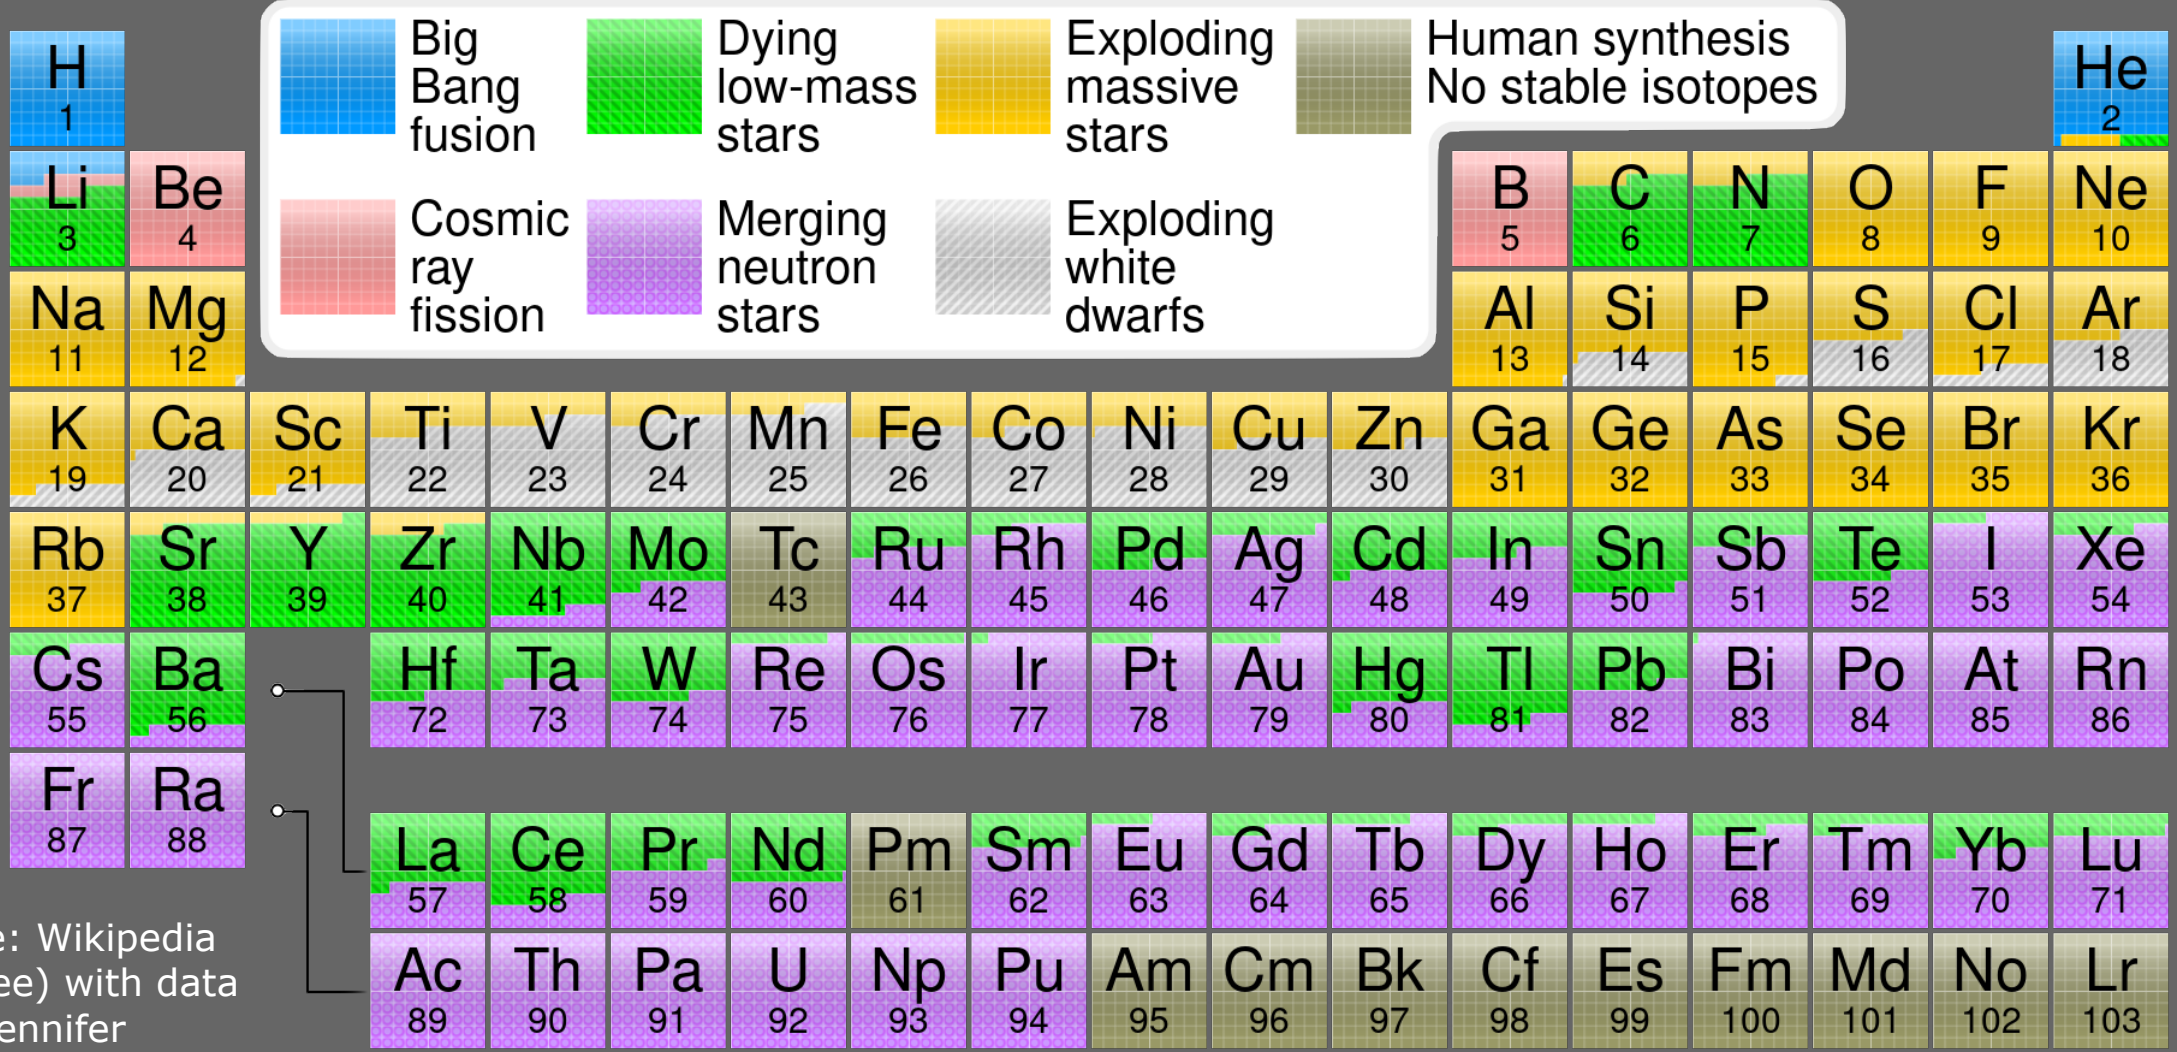 Big
Bang
fusion
Dying
low-mass
stars
Exploding
massive
stars
Human synthesis
No stable isotopes
Cosmic
ray
fission
Merging
neutron
stars
Exploding
white
dwarfs
H He
1 2
Li Be B C N O F Ne
3 4 5 6 7 8 9 10
Na Mg Al Si P S Cl Ar
11 12 13 14 15 16 17 18
K Ca Sc Ti V Cr Mn Fe Co Ni Cu Zn Ga Ge As Se Br Kr
19 20 21 22 23 24 25 26 27 28 29 30 31 32 33 34 35 36
Rb Sr Y Zr Nb Mo Tc Ru Rh Pd Ag Cd In Sn Sb Te I Xe
37 38 39 40 41 42 43 44 45 46 47 48 49 50 51 52 53 54
Cs Ba Hf Ta W Re Os Ir Pt Au Hg Tl Pb Bi Po At Rn
55 56 72 73 74 75 76 77 78 79 80 81 82 83 84 85 86
Fr Ra
87 88
La Ce Pr Nd Pm Sm Eu Gd Tb Dy Ho Er Tm Yb Lu
57 58 59 60 61 62 63 64 65 66 67 68 69 70 71
Ac Th Pa U Np Pu Am Cm Bk Cf Es Fm Md No Lr
89 90 91 92 93 94 95 96 97 98 99 100 101 102 103
: Wikipedia
) with data